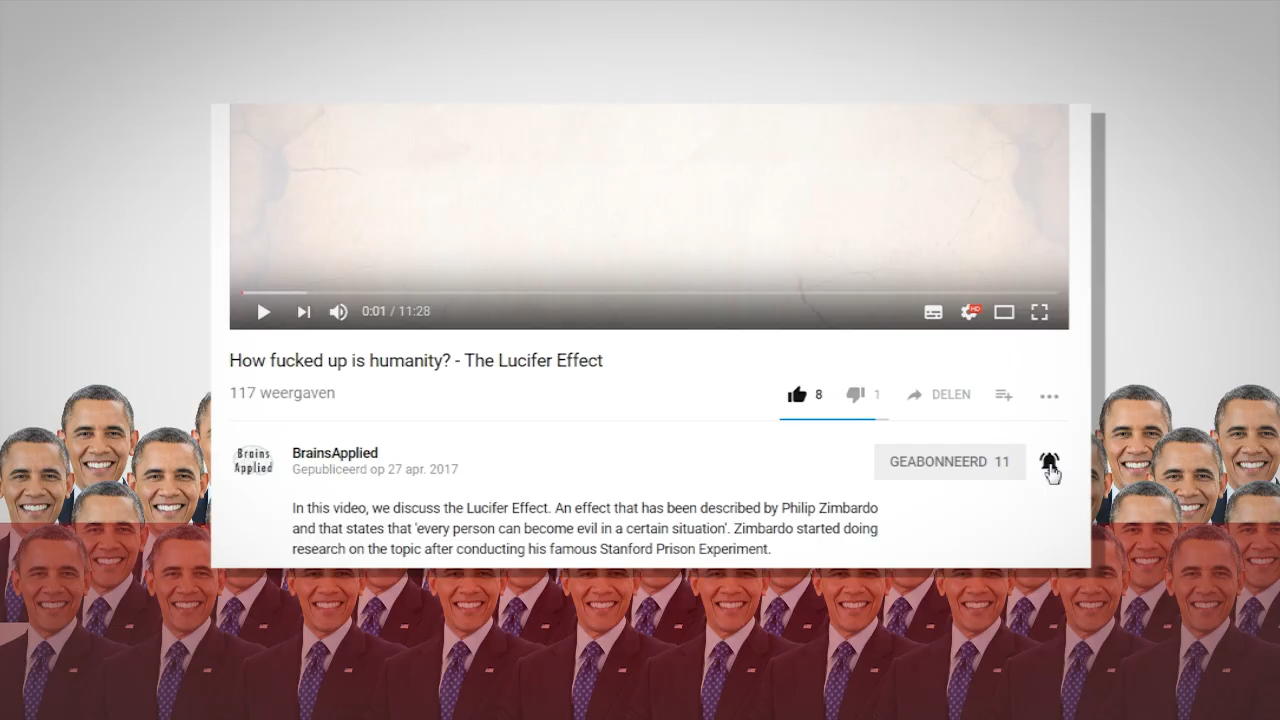 0:01 / 11:28
HD
How fucked up is humanity? - The Lucifer Effect
117 weergaven
8
1
DELEN
Brains
Applied
BrainsApplied
Gepubliceerd op 27 apr. 2017
GEABONNEERD 11
In this video, we discuss the Lucifer Effect. An effect that has been described by Philip Zimbardo
and that states that 'every person can become evil in a certain situation'. Zimbardo started doing
research on the topic after conducting his famous Stanford Prison Experiment.